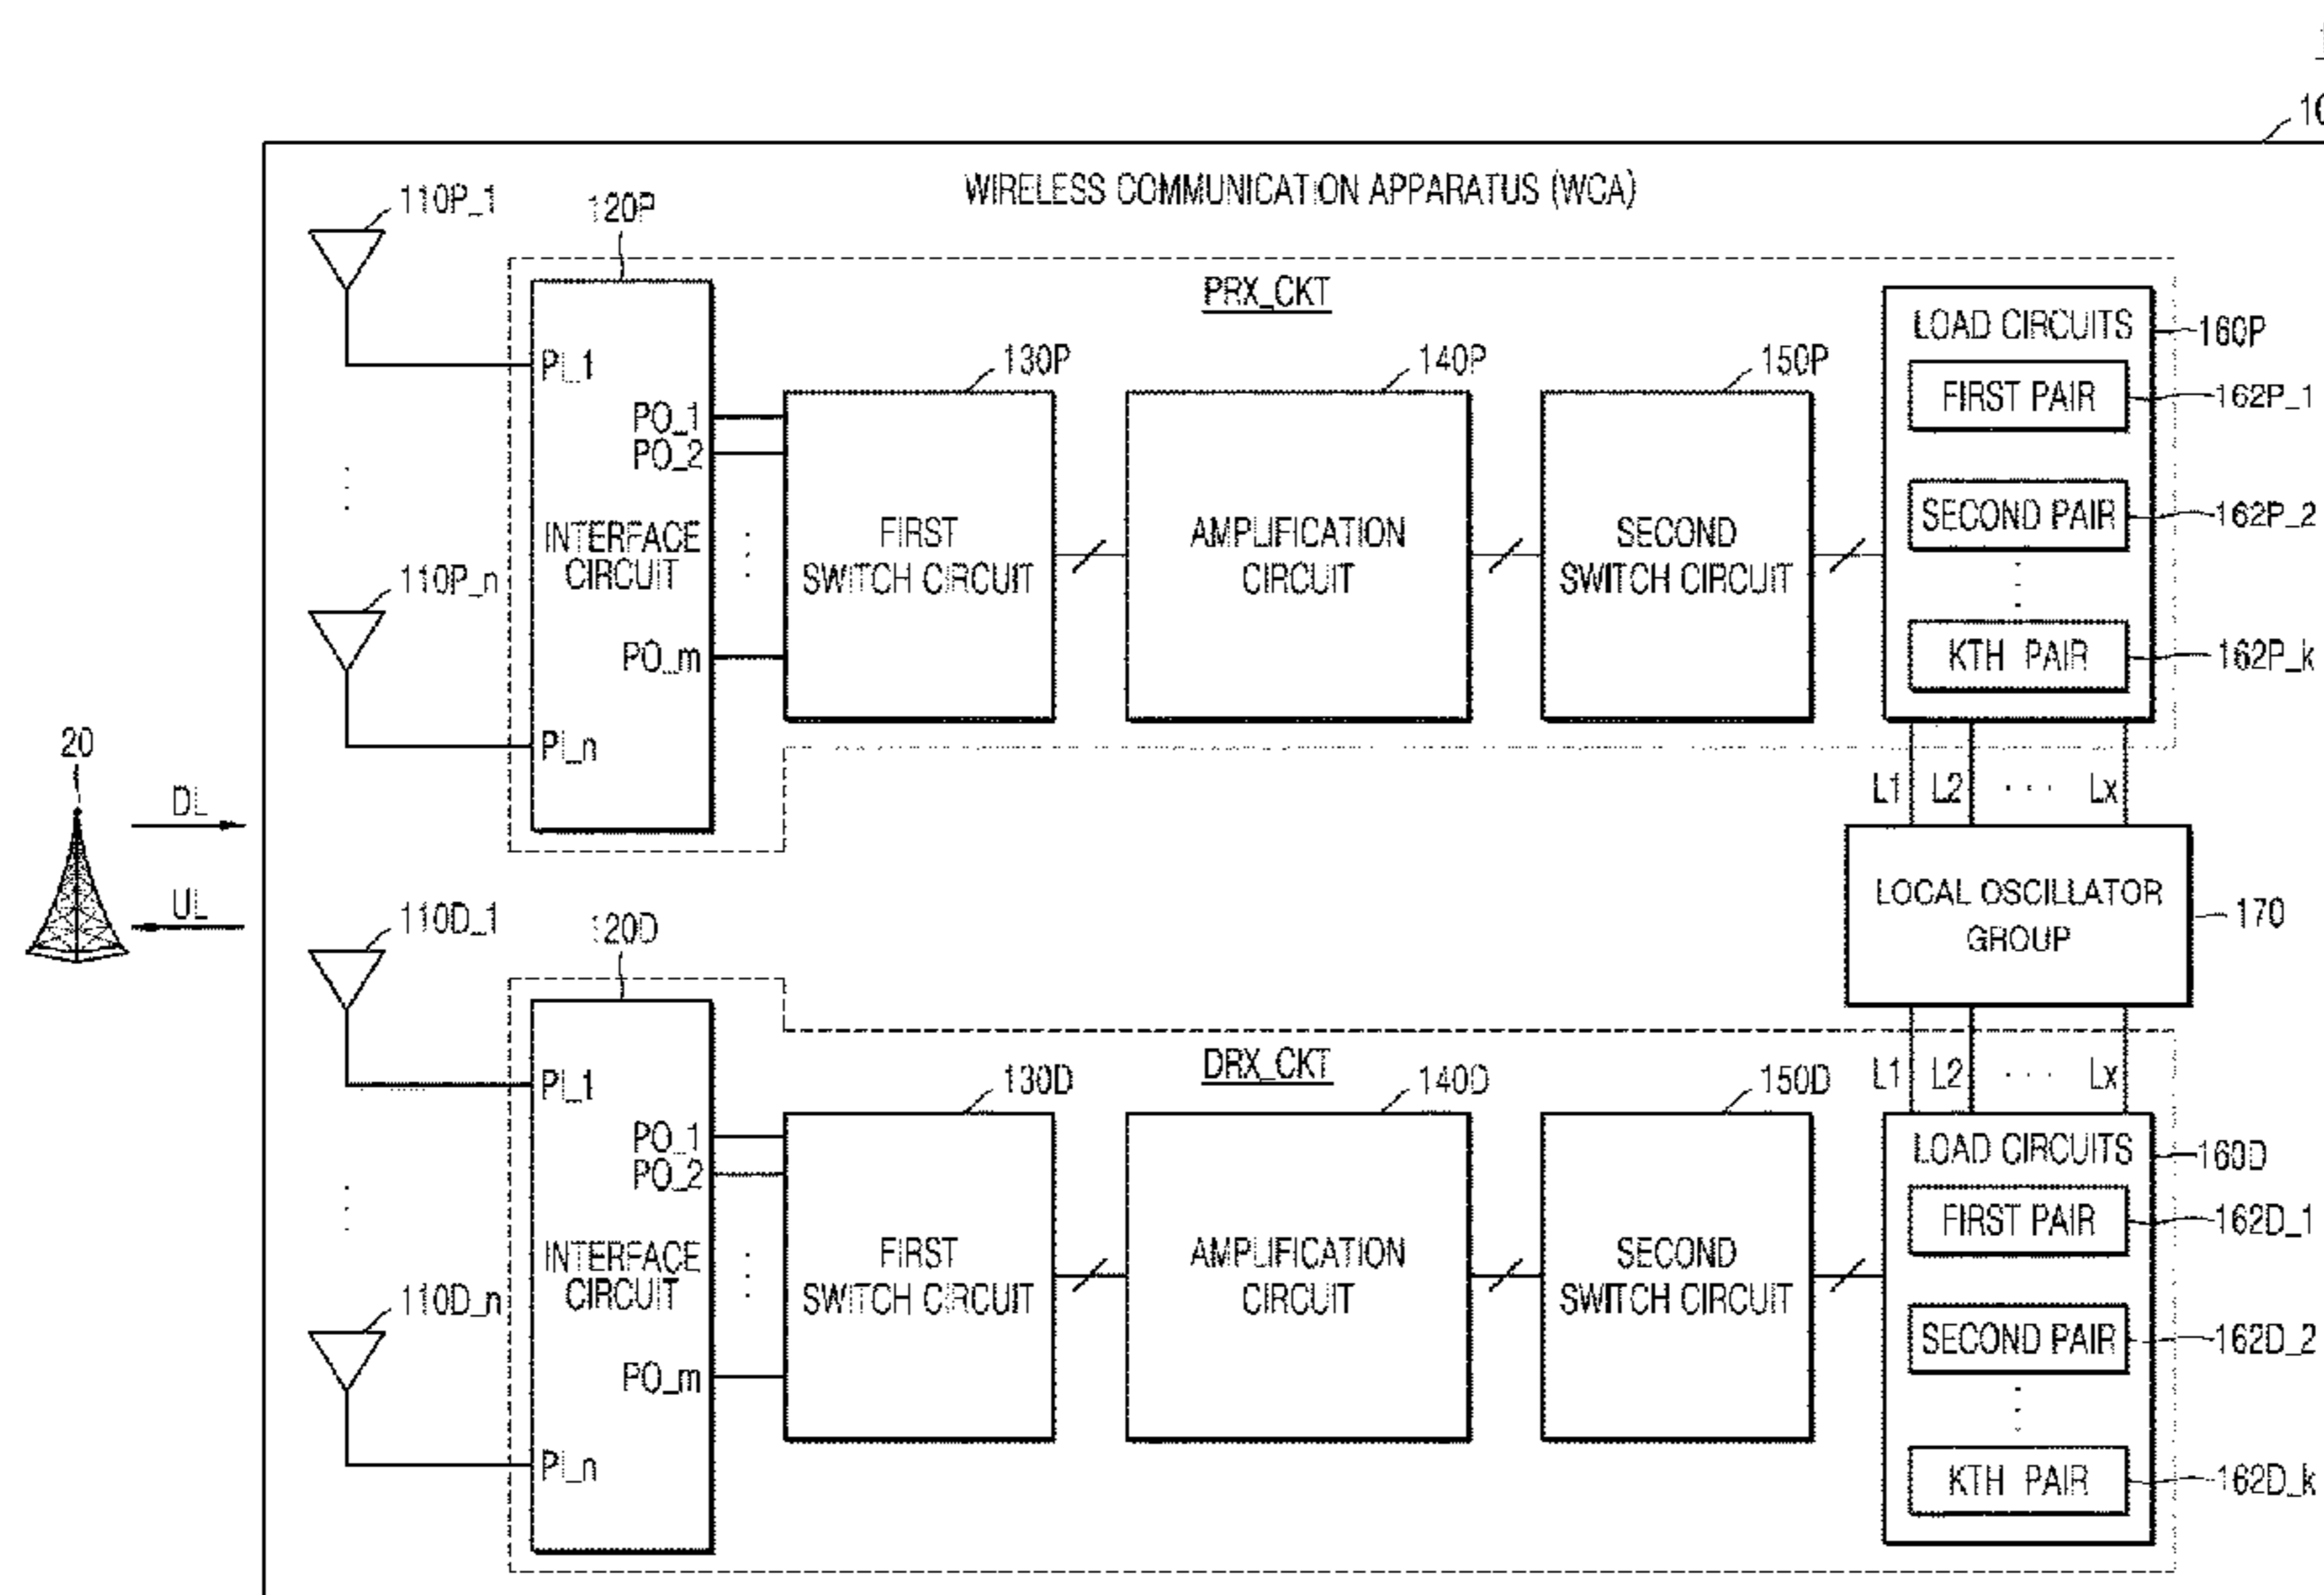 WIRELESS COMMUNICATION APPARATUS (WCA)
110P_1
120P
PRX_CKT
LOAD CIRCUITS
160P
130P
140P
150P
PI_1
FIRST PAIR
162P_1
PO_1
PO_2
SECOND PAIR
162P_2
INTERFACE
CIRCUIT
FIRST
SWITCH CIRCUIT
AMPLIFICATION
CIRCUIT
SECOND
SWITCH CIRCUIT
110P_n
PO_m
KTH PAIR
162P_k
PI_n
20
DL
UL
L1
L2
Lx
LOCAL OSCILLATOR
GROUP
170
110D_1
120D
DRX_CKT
L1
L2
Lx
130D
140D
150D
PI_1
PO_1
PO_2
LOAD CIRCUITS
160D
FIRST PAIR
162D_1
INTERFACE
CIRCUIT
FIRST
SWITCH CIRCUIT
AMPLIFICATION
CIRCUIT
SECOND
SWITCH CIRCUIT
110D_n
SECOND PAIR
162D_2
PO_m
PI_n
KTH PAIR
162D_k